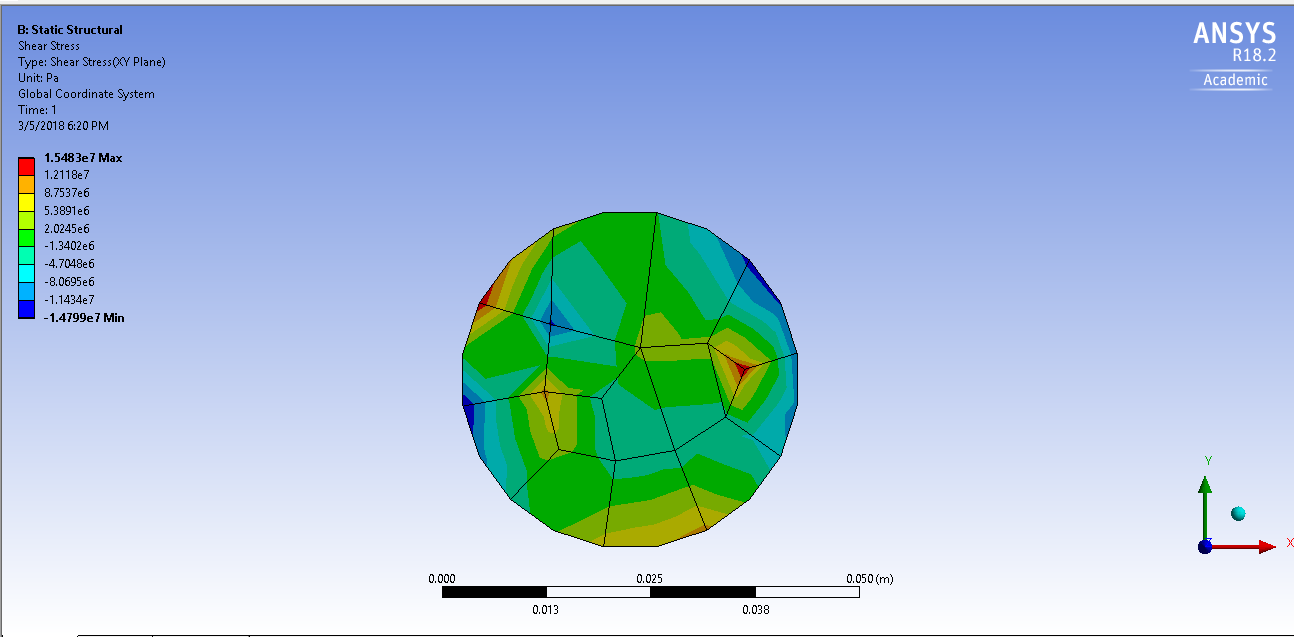 B: Static Structural
Shear Stress
Type: Shear Stress(XY Plane)
Unit: Pa
Global Coordinate System
Time: 1
3/5/2018 6:20 PM
1.5483e7 Max
1.2118e7
8.7537e6
5.3891e6
2.0245e6
-1.3402e6
-4.7048e6
-8.0695e6
-1.1434e7
-1.4799e7 Min
ANSYS
R18.2
Academic
Y
Z
X
0.000
0.025
0.050 (m)
0.013
0.038